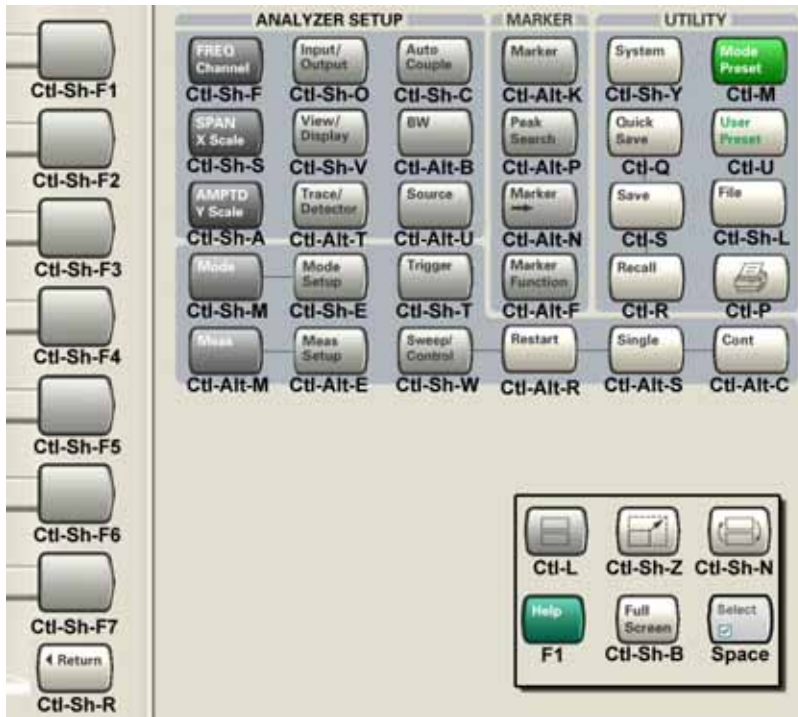 ANALYZER SETUP MARKER UTILITY
FREQ Channel Input/ Output Auto Couple Marker System Mode Preset
Ctl-Sh-F1 Ctl-Sh-F Ctl-Sh-O Ctl-Sh-C Ctl-Alt-K Ctl-Sh-Y Ctl-M
SPAN X Scale View/ Display BW Peak Search Quick Save User Preset
Ctl-Sh-F2 Ctl-Sh-S Ctl-Sh-V Ctl-Alt-B Ctl-Alt-P Ctl-Q Ctl-U
AMPTD Y Scale Trace/ Detector Source Marker → Save File
Ctl-Sh-F3 Ctl-Sh-A Ctl-Alt-T Ctl-Alt-U Ctl-Alt-N Ctl-S Ctl-Sh-L
Mode Mode Setup Trigger Marker Function Recall
Ctl-Sh-F4 Ctl-Sh-M Ctl-Sh-E Ctl-Sh-T Ctl-Alt-F Ctl-R Ctl-P
Meas Meas Setup Sweep/ Control Restart Single Cont
Ctl-Alt-M Ctl-Alt-E Ctl-Sh-W Ctl-Alt-R Ctl-Alt-S Ctl-Alt-C
Ctl-Sh-F5
Ctl-Sh-F6
Ctl-L Ctl-Sh-Z Ctl-Sh-N
Ctl-Sh-F7
Help Full Screen Select
F1 Ctl-Sh-B Space
Return
Ctl-Sh-R